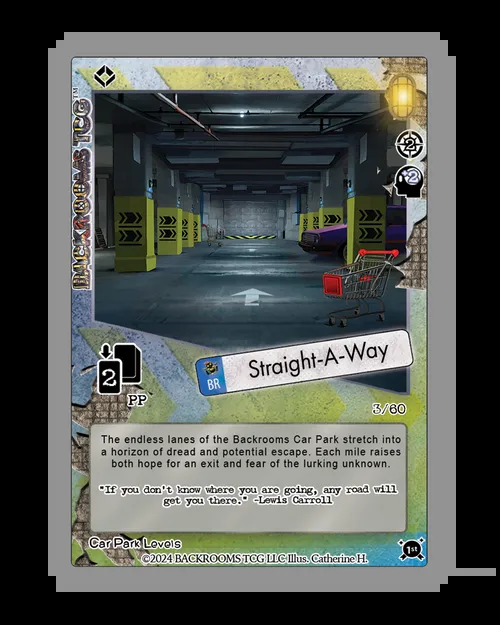 BACKROOMS TCG™
2
+2
2
PP
BR
Straight-A-Way
3/60
The endless lanes of the Backrooms Car Park stretch into
a horizon of dread and potential escape. Each mile raises
both hope for an exit and fear of the lurking unknown.
"If you don't know where you are going, any road will
get you there." -Lewis Carroll
Car Park Levels
1st
©2024 BACKROOMS TCG LLC Illus. Catherine H.